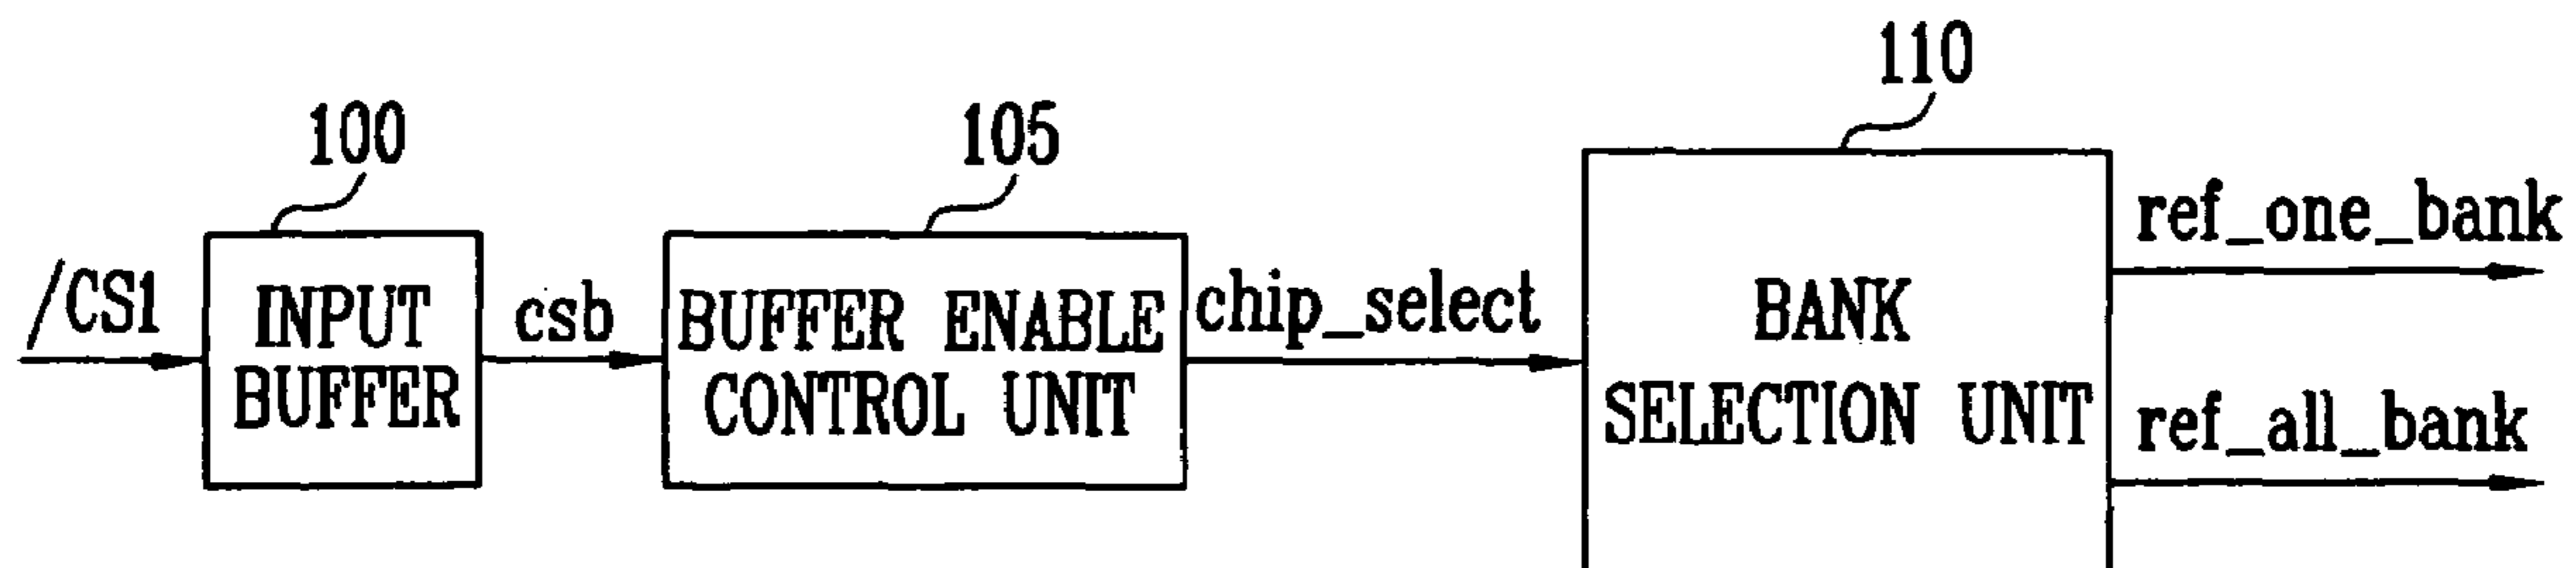 110
100
105
ref_one_bank
/CS1
INPUT
BUFFER
csb
BUFFER ENABLE
CONTROL UNIT
chip_select
BANK
SELECTION UNIT
ref_all_bank